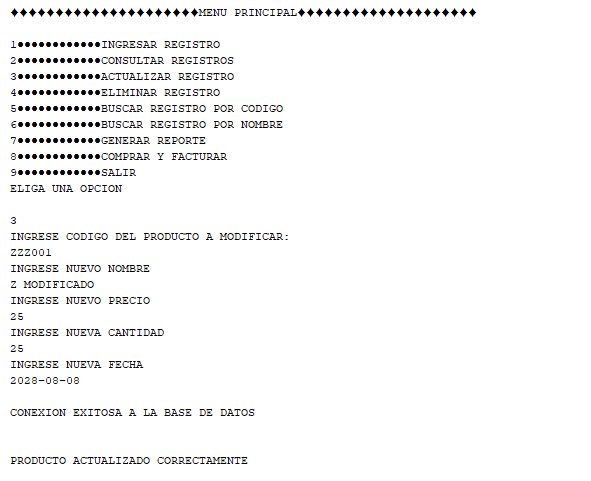 ♦♦♦♦♦♦♦♦♦♦♦♦♦♦♦♦♦♦♦♦♦MENU PRINCIPAL♦♦♦♦♦♦♦♦♦♦♦♦♦♦♦♦♦♦♦♦
1●●●●●●●●●●●●INGRESAR REGISTRO
2●●●●●●●●●●●●CONSULTAR REGISTROS
3●●●●●●●●●●●●ACTUALIZAR REGISTRO
4●●●●●●●●●●●●ELIMINAR REGISTRO
5●●●●●●●●●●●●BUSCAR REGISTRO POR CODIGO
6●●●●●●●●●●●●BUSCAR REGISTRO POR NOMBRE
7●●●●●●●●●●●●GENERAR REPORTE
8●●●●●●●●●●●●COMPRAR Y FACTURAR
9●●●●●●●●●●●●SALIR
ELIGA UNA OPCION
3
INGRESE CODIGO DEL PRODUCTO A MODIFICAR:
ZZZ001
INGRESE NUEVO NOMBRE
Z MODIFICADO
INGRESE NUEVO PRECIO
25
INGRESE NUEVA CANTIDAD
25
INGRESE NUEVA FECHA
2028-08-08
CONEXION EXITOSA A LA BASE DE DATOS
PRODUCTO ACTUALIZADO CORRECTAMENTE